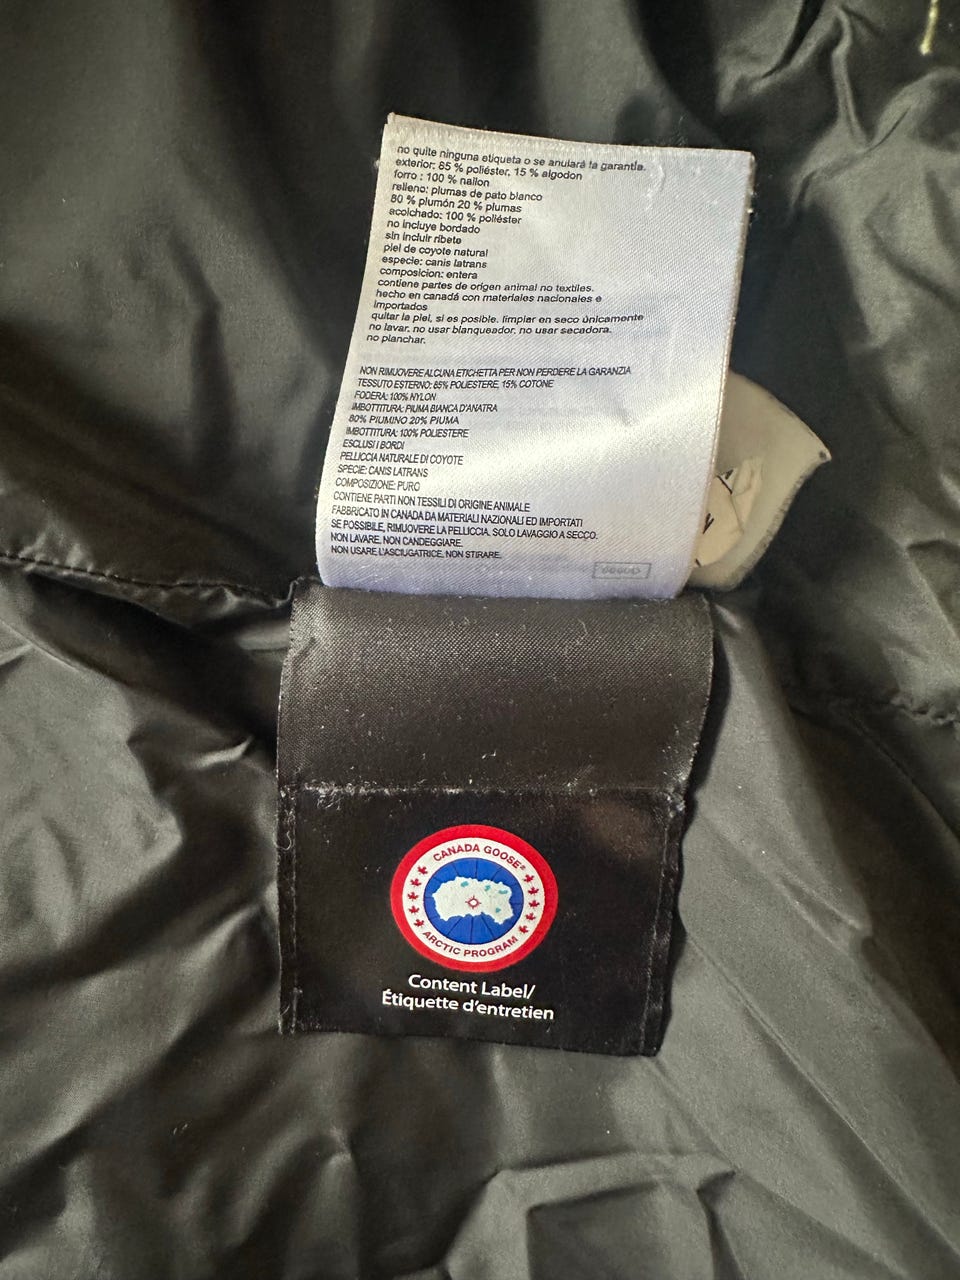 no quite ninguna etiqueta o se anulará la garantía.
exterior: 85 % poliéster, 15 % algodon
forro : 100 % nailon
relleno: plumas de pato blanco
80 % plumón 20 % plumas
acolchado: 100 % poliéster
no incluye bordado
sin incluir ribete
piel de coyote natural
especie: canis latrans
composicion: entera
contiene partes de origen animal no textiles.
hecho en canadá con materiales nacionales e
importados
quitar la piel, si es posible. limpiar en seco únicamente
no lavar. no usar blanqueador. no usar secadora.
no planchar.
NON RIMUOVERE ALCUNA ETICHETTA PER NON PERDERE LA GARANZIA
TESSUTO ESTERNO: 85% POLIESTERE, 15% COTONE
FODERA: 100% NYLON
IMBOTTITURA: PIUMA BIANCA D'ANATRA
80% PIUMINO 20% PIUMA
IMBOTTITURA: 100% POLIESTERE
ESCLUSI I BORDI
PELLICCIA NATURALE DI COYOTE
SPECIE: CANIS LATRANS
COMPOSIZIONE: PURO
CONTIENE PARTI NON TESSILI DI ORIGINE ANIMALE
FABBRICATO IN CANADA DA MATERIALI NAZIONALI ED IMPORTATI
SE POSSIBILE, RIMUOVERE LA PELLICCIA. SOLO LAVAGGIO A SECCO.
NON LAVARE. NON CANDEGGIARE.
NON USARE L'ASCIUGATRICE. NON STIRARE.
CANADA GOOSE®
ARCTIC PROGRAM
Content Label/
Étiquette d'entretien